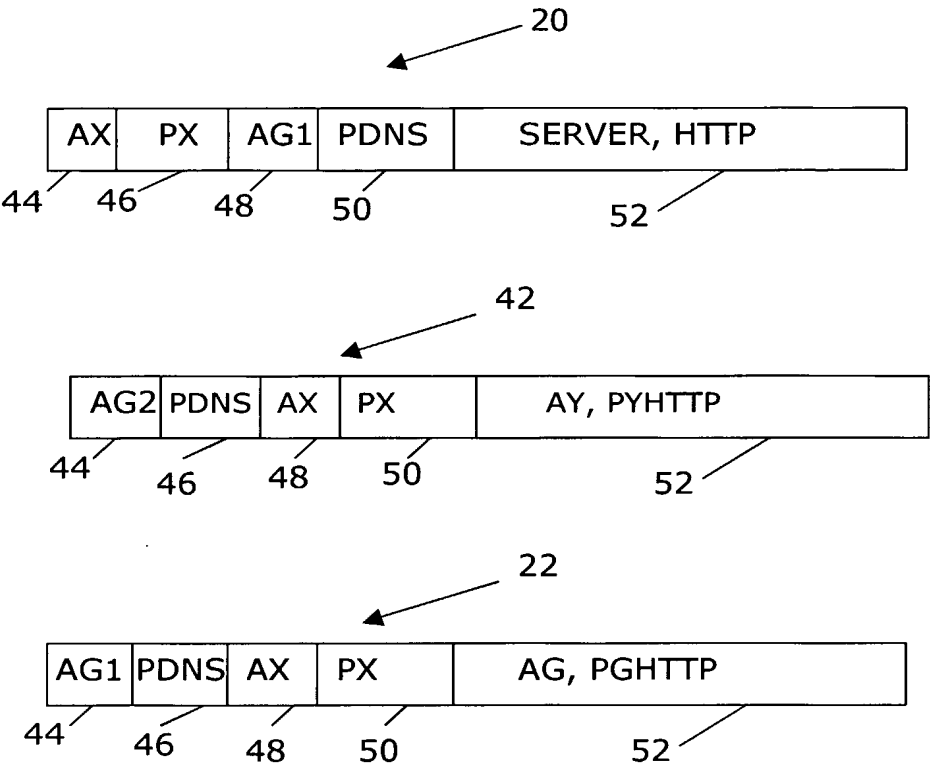 20
AX PX AG1 PDNS SERVER, HTTP
44 46 48 50 52
42
AG2 PDNS AX PX AY, PYHTTP
44 46 48 50 52
22
AG1 PDNS AX PX AG, PGHTTP
44 46 48 50 52